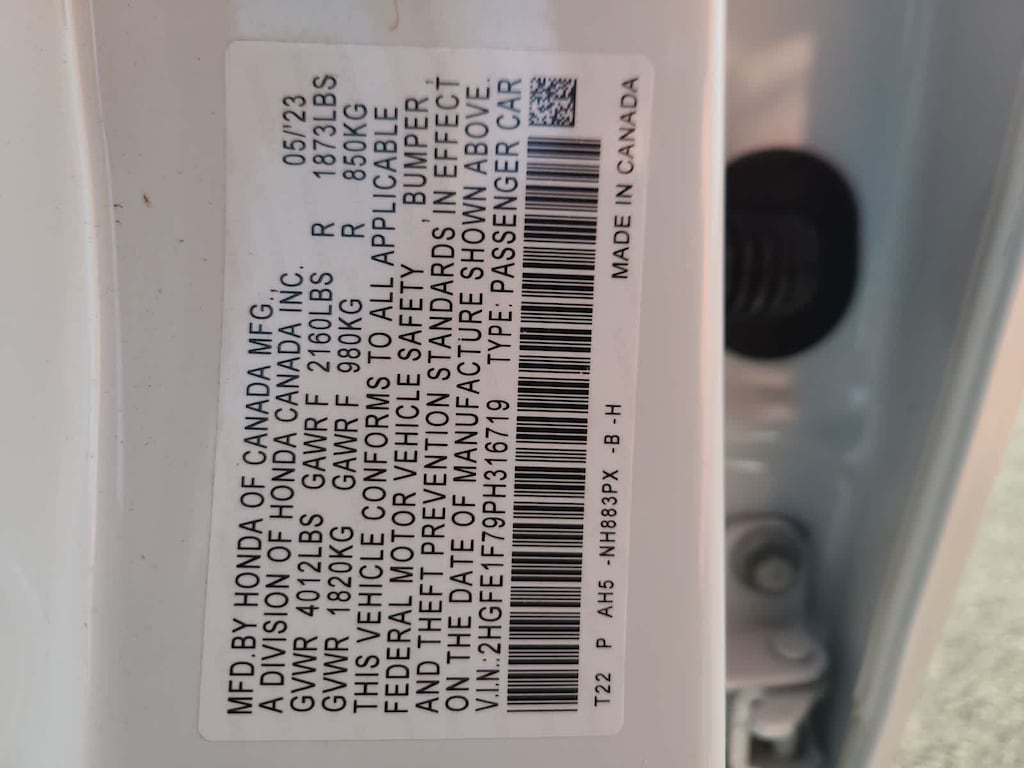 MFD.BY HONDA OF CANADA MFG.,
A DIVISION OF HONDA CANADA INC. 05/'23
GVWR 4012LBS GAWR F 2160LBS R 1873LBS
GVWR 1820KG GAWR F 980KG R 850KG
THIS VEHICLE CONFORMS TO ALL APPLICABLE
FEDERAL MOTOR VEHICLE SAFETY , BUMPER ,
AND THEFT PREVENTION STANDARDS IN EFFECT
ON THE DATE OF MANUFACTURE SHOWN ABOVE.
V.I.N.:2HGFE1F79PH316719 TYPE: PASSENGER CAR
T22 P AH5 -NH883PX -B -H MADE IN CANADA